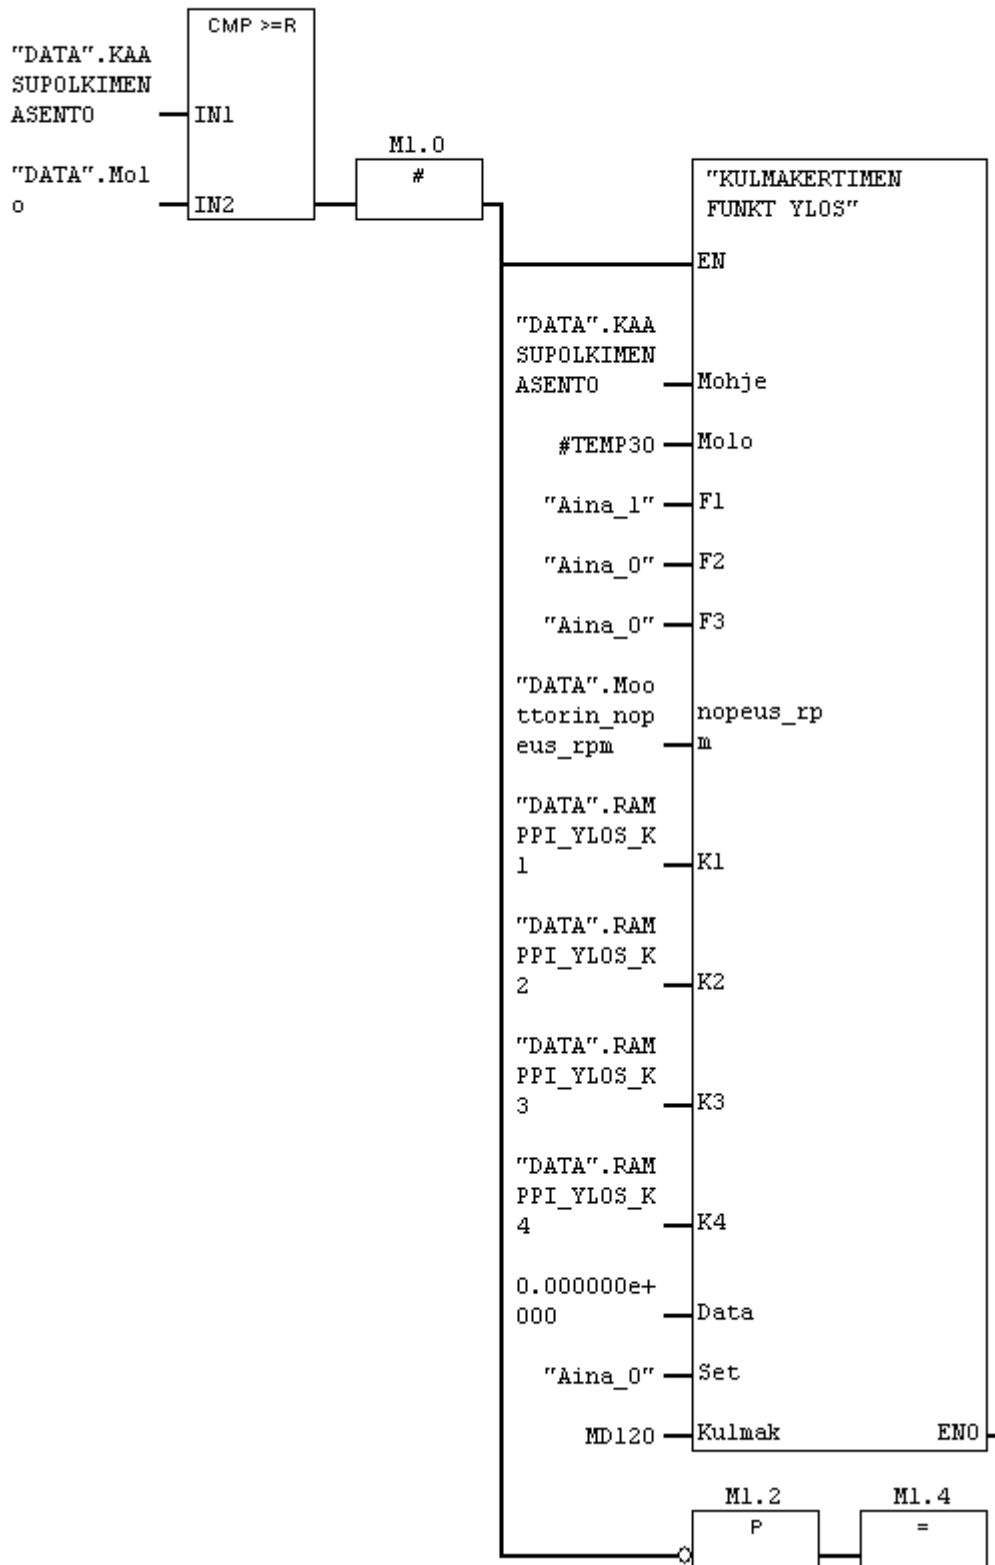 CMP >=R
"DATA".KAA
SUPOLKIMEN
ASENTO
IN1
"DATA".Mol
o
IN2
M1.0
#
"KULMAKERTIMEN
FUNKT YLOS"
EN
"DATA".KAA
SUPOLKIMEN
ASENTO
Mohje
#TEMP30
Molo
"Aina_1"
F1
"Aina_0"
F2
"Aina_0"
F3
"DATA".Moo
ttorin_nop
eus_rpm
nopeus_rp
m
"DATA".RAM
PPI_YLOS_K
1
K1
"DATA".RAM
PPI_YLOS_K
2
K2
"DATA".RAM
PPI_YLOS_K
3
K3
"DATA".RAM
PPI_YLOS_K
4
K4
0.000000e+
000
Data
"Aina_0"
Set
MD120
Kulmak
ENO
M1.2
P
M1.4
=